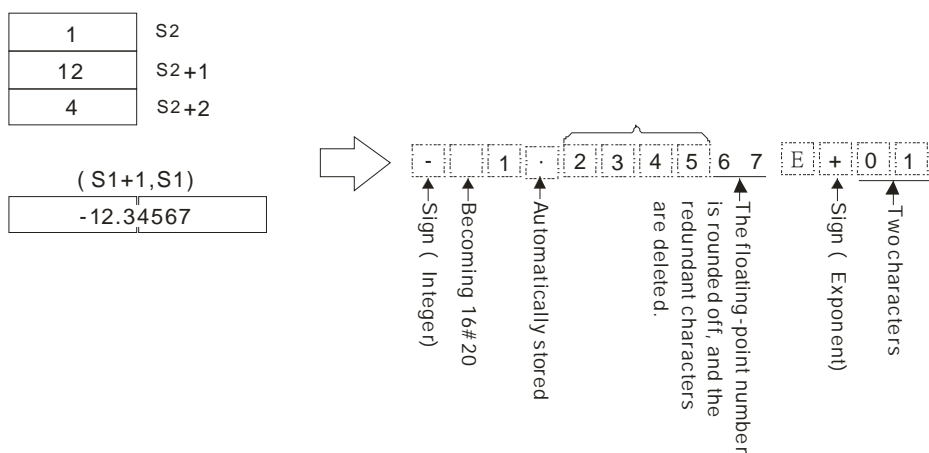 1 S2
12 S2+1
4 S2+2
(S1+1,S1)
-12.34567
- 1 . 2 3 4 5 6 7 E + 0 1
Sign ( Integer)
Becoming 16#20
Automatically stored
The floating-point number
is rounded off, and the
redundant characters
are deleted.
Sign ( Exponent)
Two characters